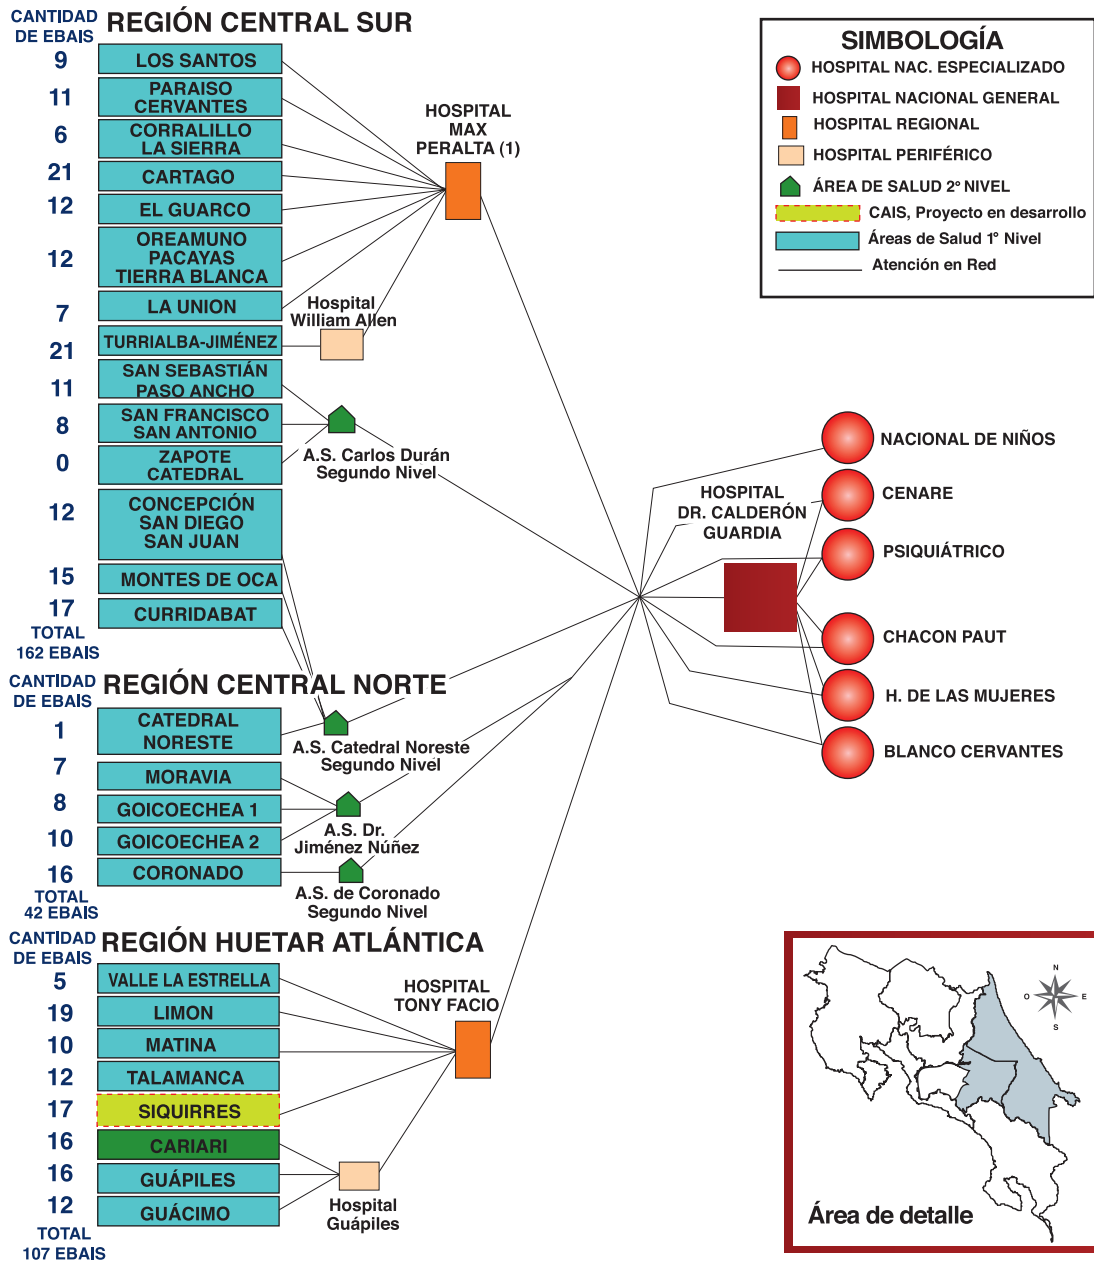 CANTIDAD
DE EBAIS
REGIÓN CENTRAL SUR
9
LOS SANTOS
11
PARAISO
CERVANTES
6
CORRALILLO
LA SIERRA
21
CARTAGO
12
EL GUARCO
12
OREAMUNO
PACAYAS
TIERRA BLANCA
7
LA UNION
21
TURRIALBA-JIMÉNEZ
11
SAN SEBASTIÁN
PASO ANCHO
8
SAN FRANCISCO
SAN ANTONIO
0
ZAPOTE
CATEDRAL
12
CONCEPCIÓN
SAN DIEGO
SAN JUAN
15
MONTES DE OCA
17
CURRIDABAT
TOTAL
162 EBAIS
HOSPITAL
MAX
PERALTA (1)
Hospital
William Allen
A.S. Carlos Durán
Segundo Nivel
CANTIDAD
DE EBAIS
REGIÓN CENTRAL NORTE
1
CATEDRAL
NORESTE
7
MORAVIA
8
GOICOECHEA 1
10
GOICOECHEA 2
16
CORONADO
TOTAL
42 EBAIS
A.S. Catedral Noreste
Segundo Nivel
A.S. Dr.
Jiménez Núñez
A.S. de Coronado
Segundo Nivel
CANTIDAD
DE EBAIS
REGIÓN HUETAR ATLÁNTICA
5
VALLE LA ESTRELLA
19
LIMON
10
MATINA
12
TALAMANCA
17
SIQUIRRES
16
CARIARI
16
GUÁPILES
12
GUÁCIMO
TOTAL
107 EBAIS
HOSPITAL
TONY FACIO
Hospital
Guápiles
SIMBOLOGÍA
HOSPITAL NAC. ESPECIALIZADO
HOSPITAL NACIONAL GENERAL
HOSPITAL REGIONAL
HOSPITAL PERIFÉRICO
ÁREA DE SALUD 2° NIVEL
CAIS, Proyecto en desarrollo
Áreas de Salud 1° Nivel
Atención en Red
HOSPITAL
DR. CALDERÓN
GUARDIA
NACIONAL DE NIÑOS
CENARE
PSIQUIÁTRICO
CHACON PAUT
H. DE LAS MUJERES
BLANCO CERVANTES
N
O
E
S
Área de detalle